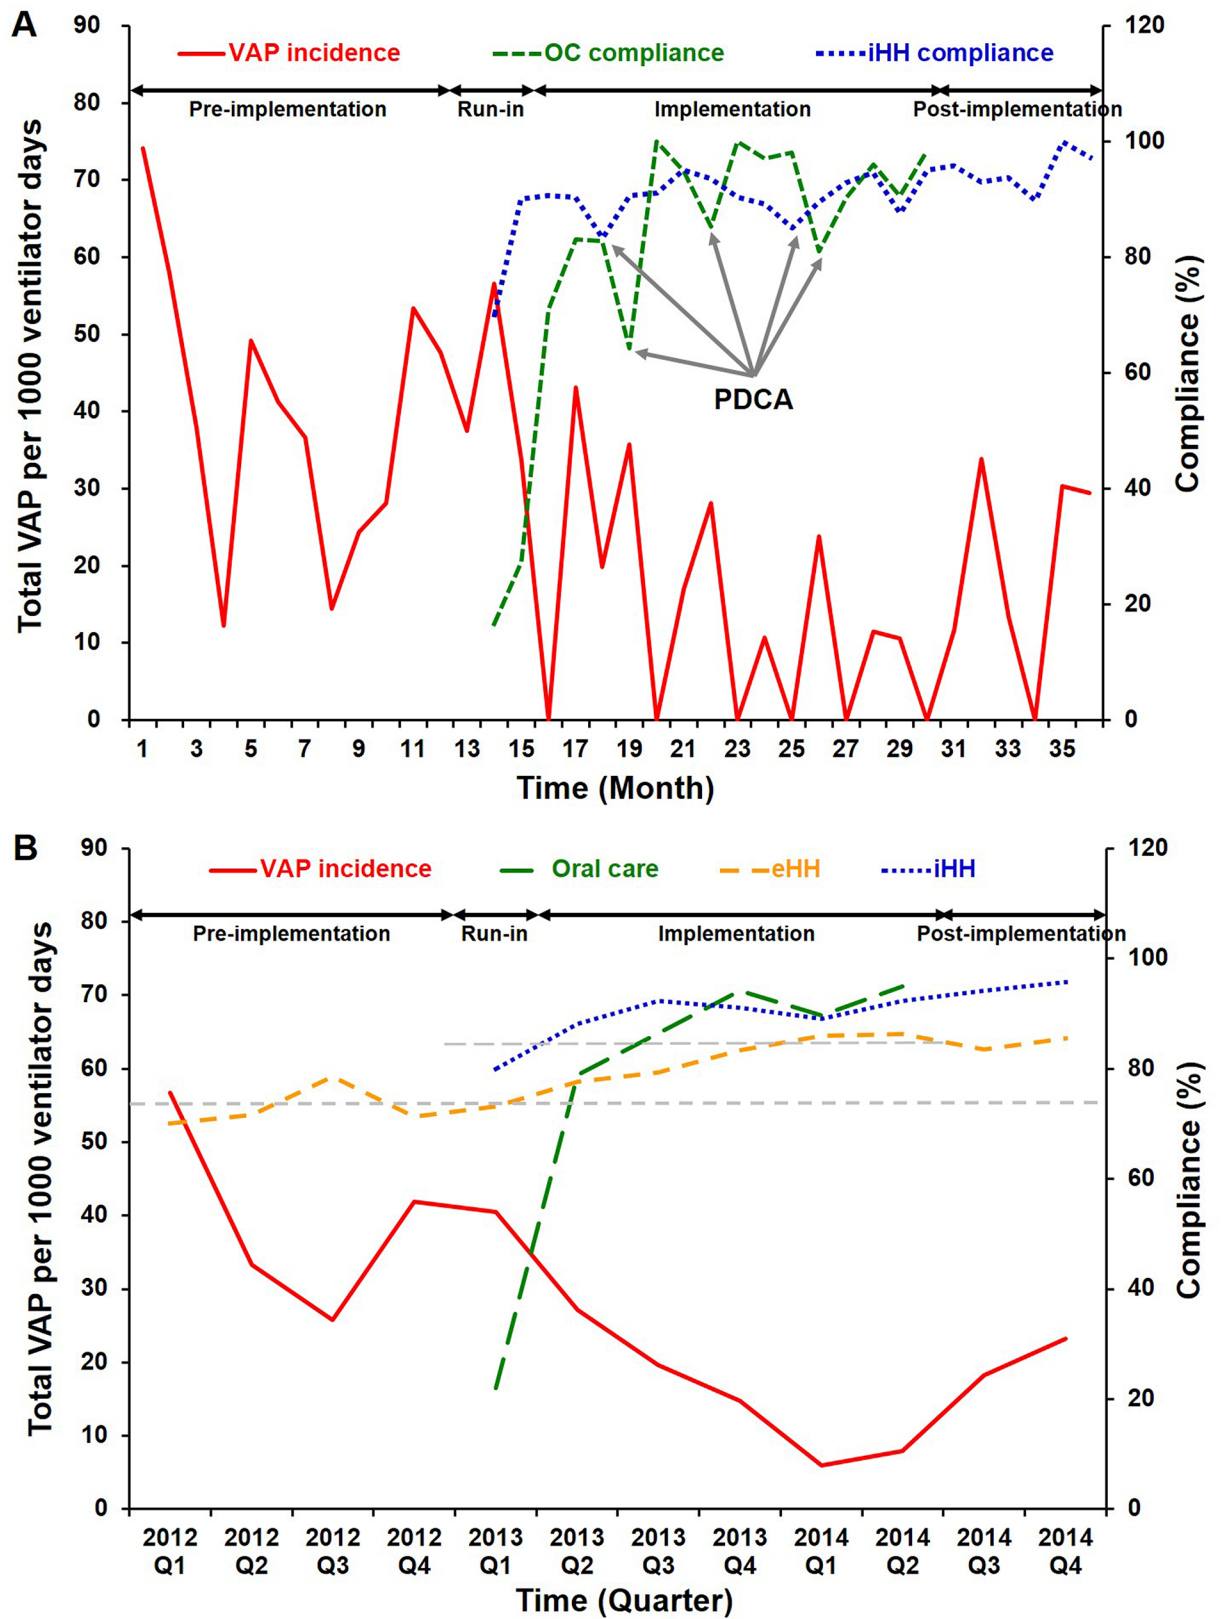 A
VAP incidence OC compliance iHH compliance
Pre-implementation Run-in Implementation Post-implementation
PDCA
90
80
70
60
50
40
30
20
10
0
120
100
80
60
40
20
0
Total VAP per 1000 ventilator days
Compliance (%)
1 3 5 7 9 11 13 15 17 19 21 23 25 27 29 31 33 35
Time (Month)
B
VAP incidence Oral care eHH iHH
Pre-implementation Run-in Implementation Post-implementation
90
80
70
60
50
40
30
20
10
0
120
100
80
60
40
20
0
Total VAP per 1000 ventilator days
Compliance (%)
2012 2012 2012 2012 2013 2013 2013 2013 2014 2014 2014 2014
Q1 Q2 Q3 Q4 Q1 Q2 Q3 Q4 Q1 Q2 Q3 Q4
Time (Quarter)